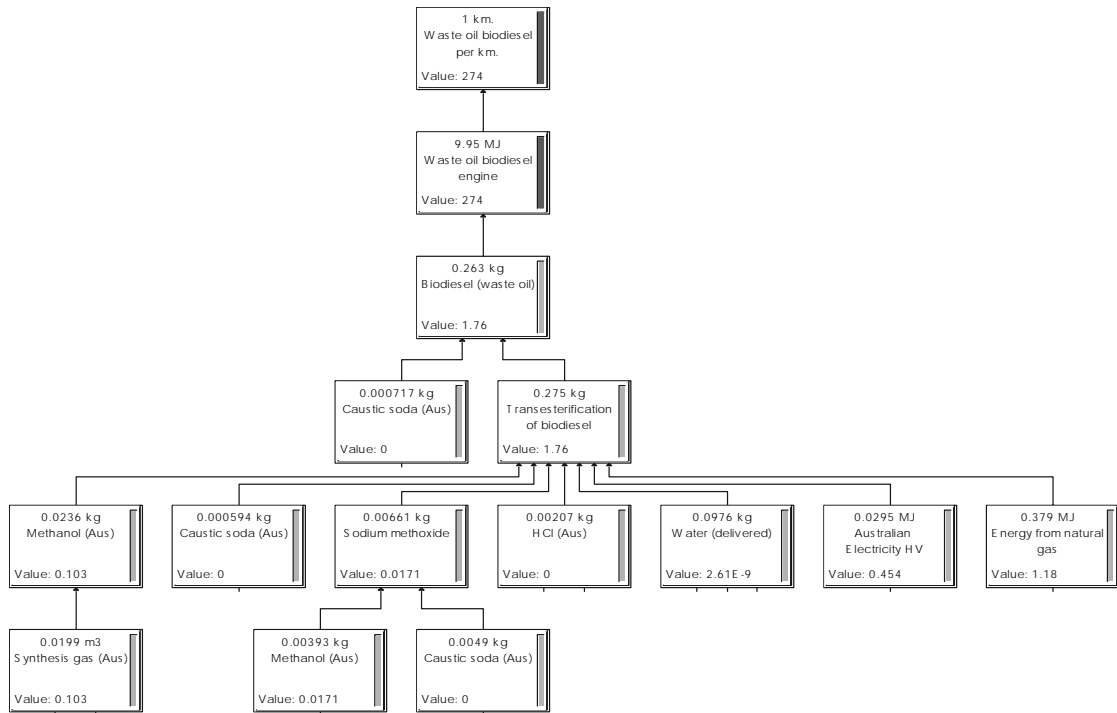 1 km.
Waste oil biodiesel
per km.
Value: 274
9.95 MJ
Waste oil biodiesel
engine
Value: 274
0.263 kg
Biodiesel (waste oil)
Value: 1.76
0.000717 kg
Caustic soda (Aus)
Value: 0
0.275 kg
Transesterification
of biodiesel
Value: 1.76
0.0236 kg
Methanol (Aus)
Value: 0.103
0.000594 kg
Caustic soda (Aus)
Value: 0
0.00661 kg
Sodium methoxide
Value: 0.0171
0.00207 kg
HCl (Aus)
Value: 0
0.0976 kg
Water (delivered)
Value: 2.61E-9
0.0295 MJ
Australian
Electricity HV
Value: 0.454
0.379 MJ
Energy from natural
gas
Value: 1.18
0.0199 m3
Synthesis gas (Aus)
Value: 0.103
0.00393 kg
Methanol (Aus)
Value: 0.0171
0.0049 kg
Caustic soda (Aus)
Value: 0